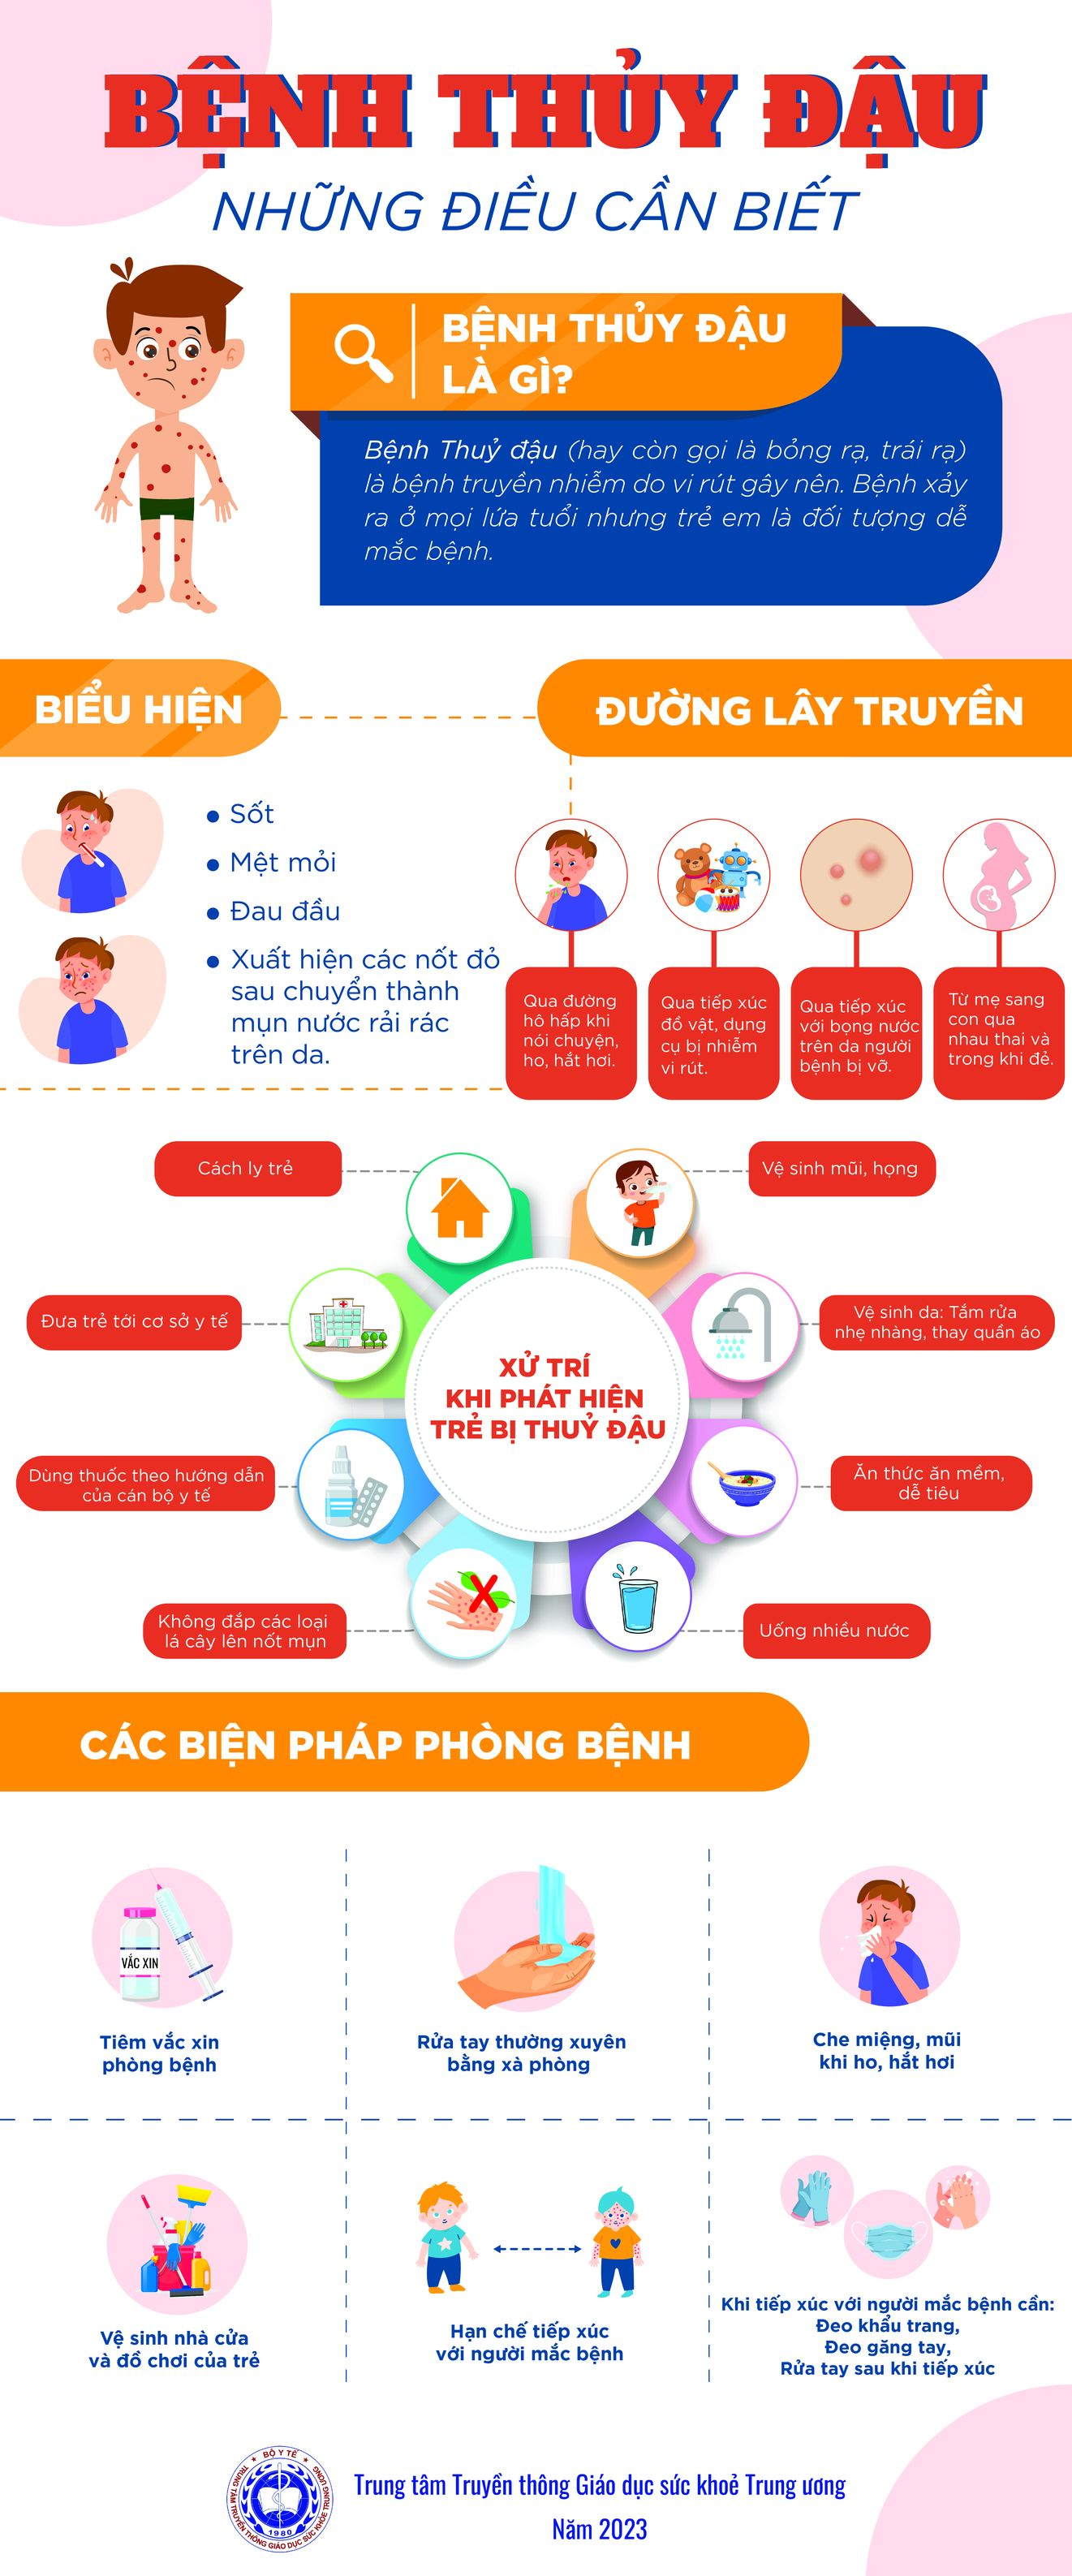 BỆNH THỦY ĐẬU
NHỮNG ĐIỀU CẦN BIẾT
BỆNH THỦY ĐẬU
LÀ GÌ?
Bệnh Thuỷ đậu (hay còn gọi là bỏng rạ, trái rạ)
là bệnh truyền nhiễm do vi rút gây nên. Bệnh xảy
ra ở mọi lứa tuổi nhưng trẻ em là đối tượng dễ
mắc bệnh.
BIỂU HIỆN
• Sốt
• Mệt mỏi
• Đau đầu
• Xuất hiện các nốt đỏ
sau chuyển thành
mụn nước rải rác
trên da.
ĐƯỜNG LÂY TRUYỀN
Qua đường
hô hấp khi
nói chuyện,
ho, hắt hơi.
Qua tiếp xúc
đồ vật, dụng
cụ bị nhiễm
vi rút.
Qua tiếp xúc
với bọng nước
trên da người
bệnh bị vỡ.
Từ mẹ sang
con qua
nhau thai và
trong khi đẻ.
XỬ TRÍ
KHI PHÁT HIỆN
TRẺ BỊ THUỶ ĐẬU
Cách ly trẻ
Vệ sinh mũi, họng
Đưa trẻ tới cơ sở y tế
Vệ sinh da: Tắm rửa
nhẹ nhàng, thay quần áo
Dùng thuốc theo hướng dẫn
của cán bộ y tế
Ăn thức ăn mềm,
dễ tiêu
Không đắp các loại
lá cây lên nốt mụn
Uống nhiều nước
CÁC BIỆN PHÁP PHÒNG BỆNH
VẮC XIN
Tiêm vắc xin
phòng bệnh
Rửa tay thường xuyên
bằng xà phòng
Che miệng, mũi
khi ho, hắt hơi
Vệ sinh nhà cửa
và đồ chơi của trẻ
Hạn chế tiếp xúc
với người mắc bệnh
Khi tiếp xúc với người mắc bệnh cần:
Đeo khẩu trang,
Đeo găng tay,
Rửa tay sau khi tiếp xúc
BỘ Y TẾ
TRUNG TÂM TRUYỀN THÔNG GIÁO DỤC SỨC KHỎE TRUNG ƯƠNG
1980
Trung tâm Truyền thông Giáo dục sức khoẻ Trung ương
Năm 2023